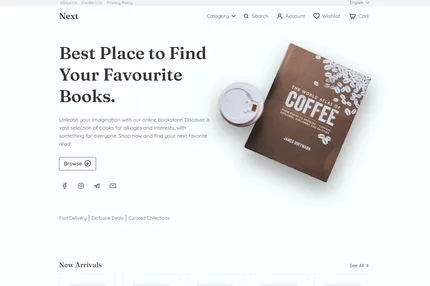 About Us Contact Us Privacy Policy English
Next Category Search Account Wishlist Cart
Best Place to Find
Your Favourite
Books.
Unleash your imagination with our online bookstore! Discover a
vast selection of books for all ages and interests, with
something for everyone. Shop now and find your next favorite
read.
Browse
Fast Delivery | Exclusive Deals | Curated Collections
THE WORLD ATLAS OF
COFFEE
JAMES HOFFMANN
New Arrivals See All